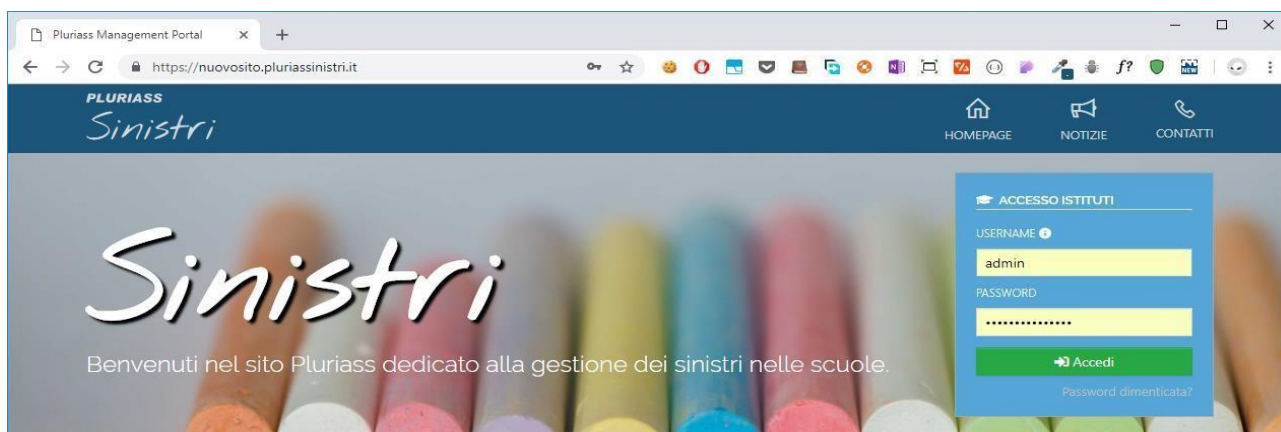 Pluriass Management Portal
https://nuovosito.pluriassinistri.it
f?
NEW
PLURIASS
Sinistri
HOMEPAGE
NOTIZIE
CONTATTI
ACCESSO ISTITUTI
USERNAME
admin
PASSWORD
Accedi
Password dimenticata?
Sinistri
Benvenuti nel sito Pluriass dedicato alla gestione dei sinistri nelle scuole.